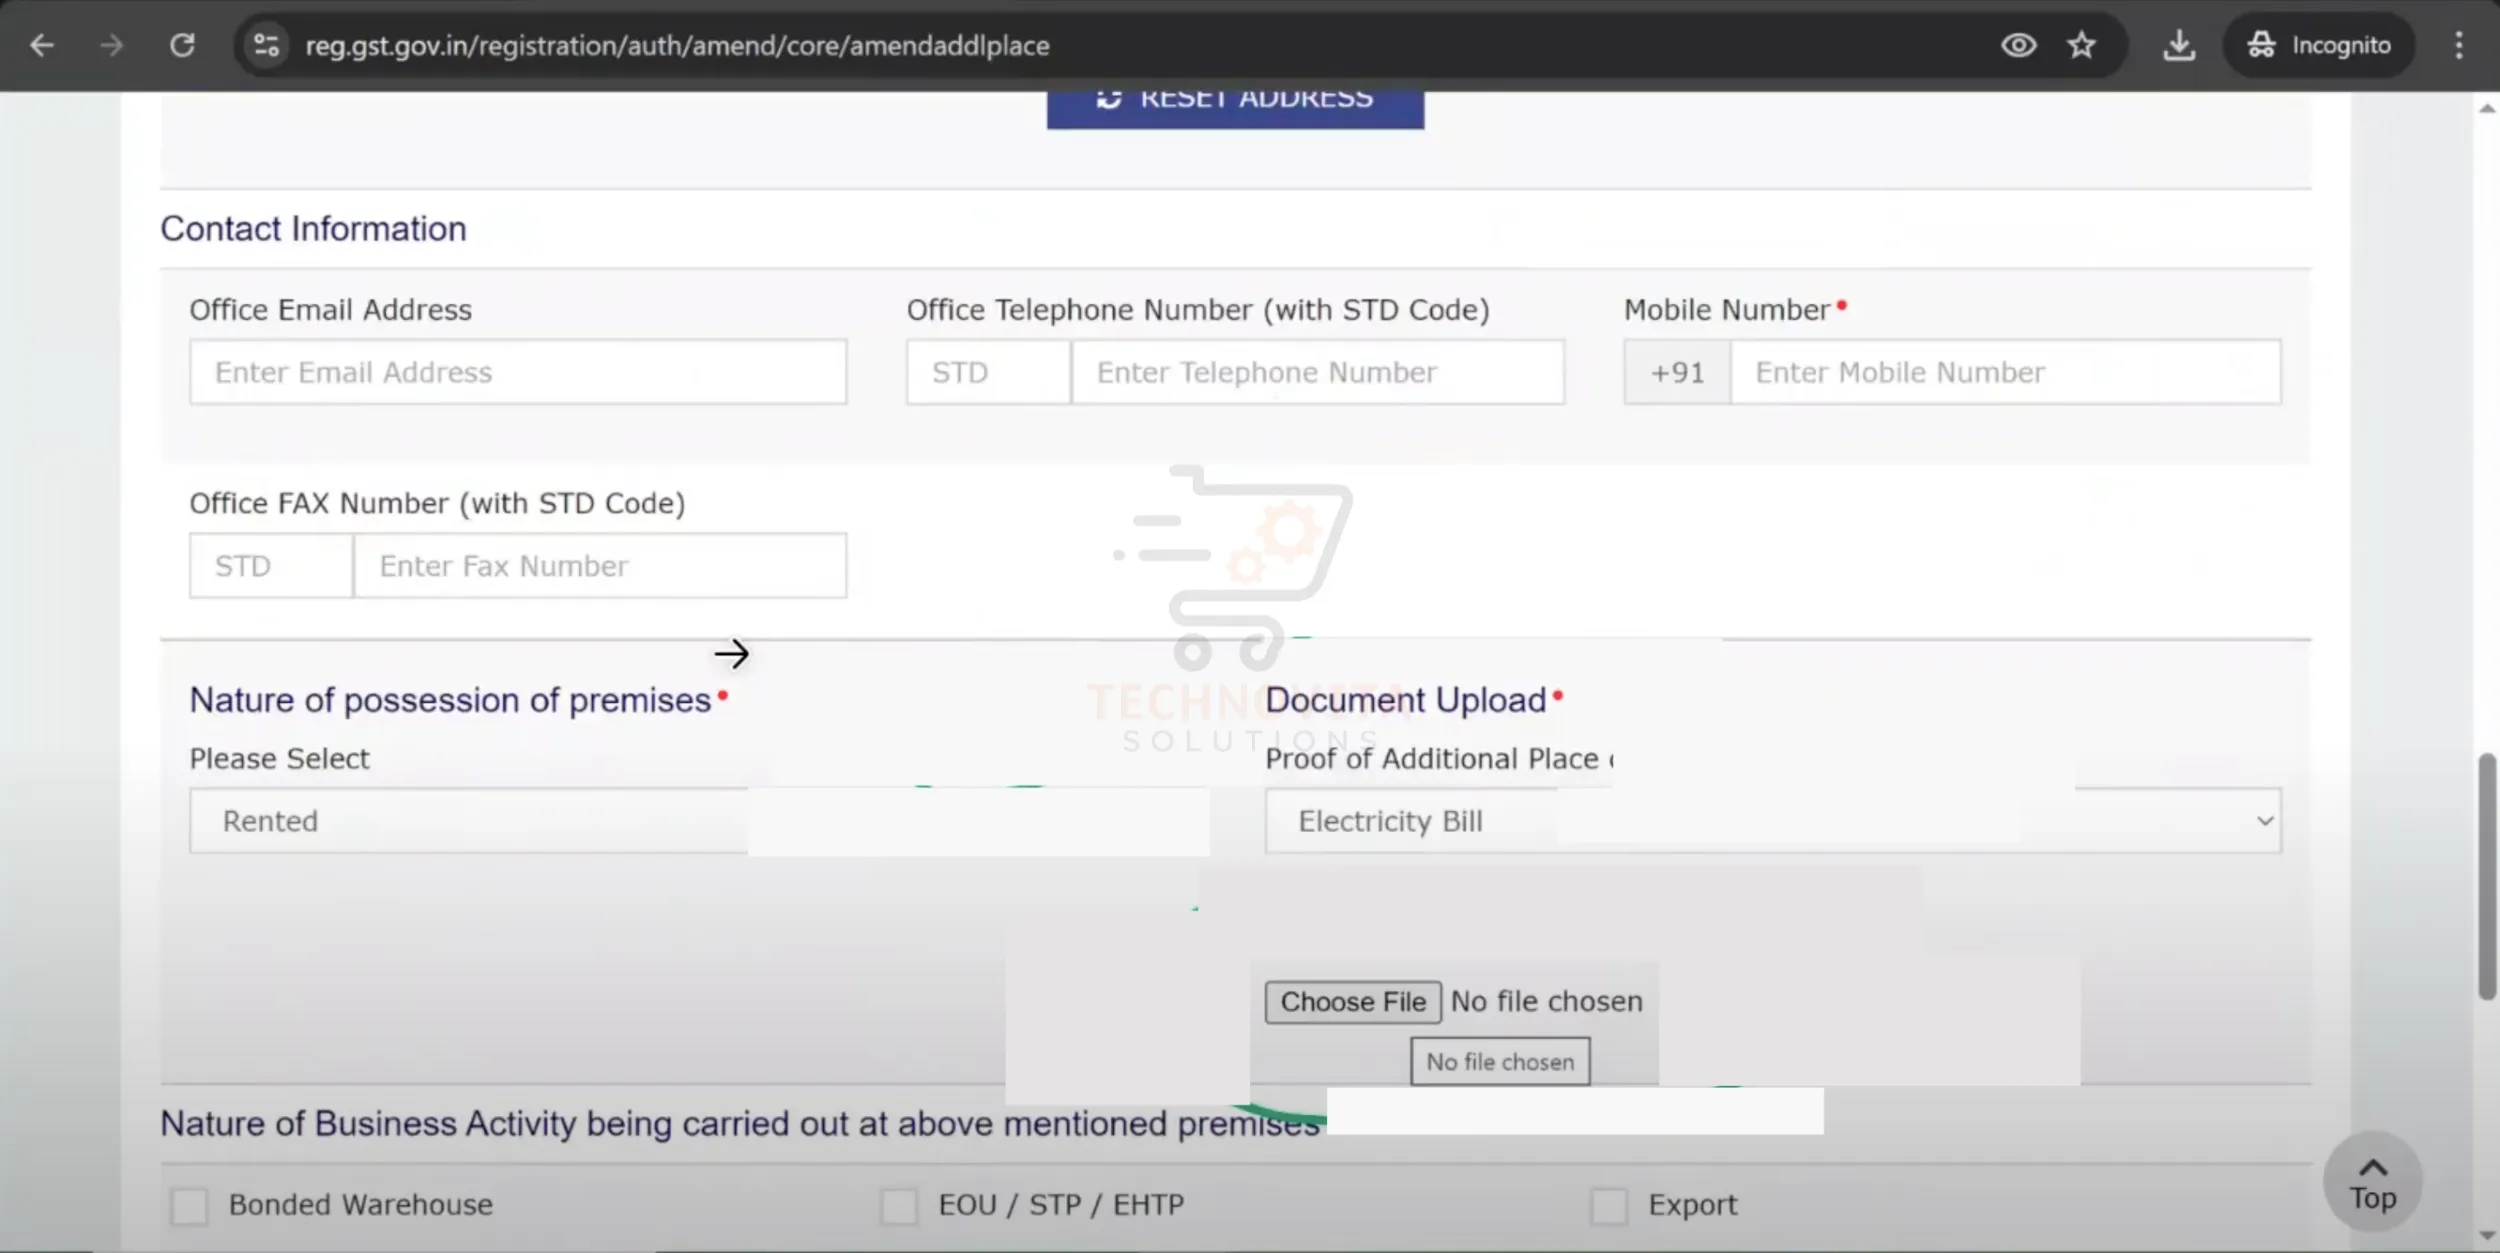 reg.gst.gov.in/registration/auth/amend/core/amendaddlplace
Incognito
RESET ADDRESS
Contact Information
Office Email Address
Office Telephone Number (with STD Code)
Mobile Number•
Enter Email Address
STD
Enter Telephone Number
+91
Enter Mobile Number
Office FAX Number (with STD Code)
STD
Enter Fax Number
TECHNOVITA
SOLUTIONS
Nature of possession of premises•
Document Upload•
Please Select
Proof of Additional Place
Rented
Electricity Bill
Choose File
No file chosen
No file chosen
Nature of Business Activity being carried out at above mentioned premises
Bonded Warehouse
EOU / STP / EHTP
Export
Top